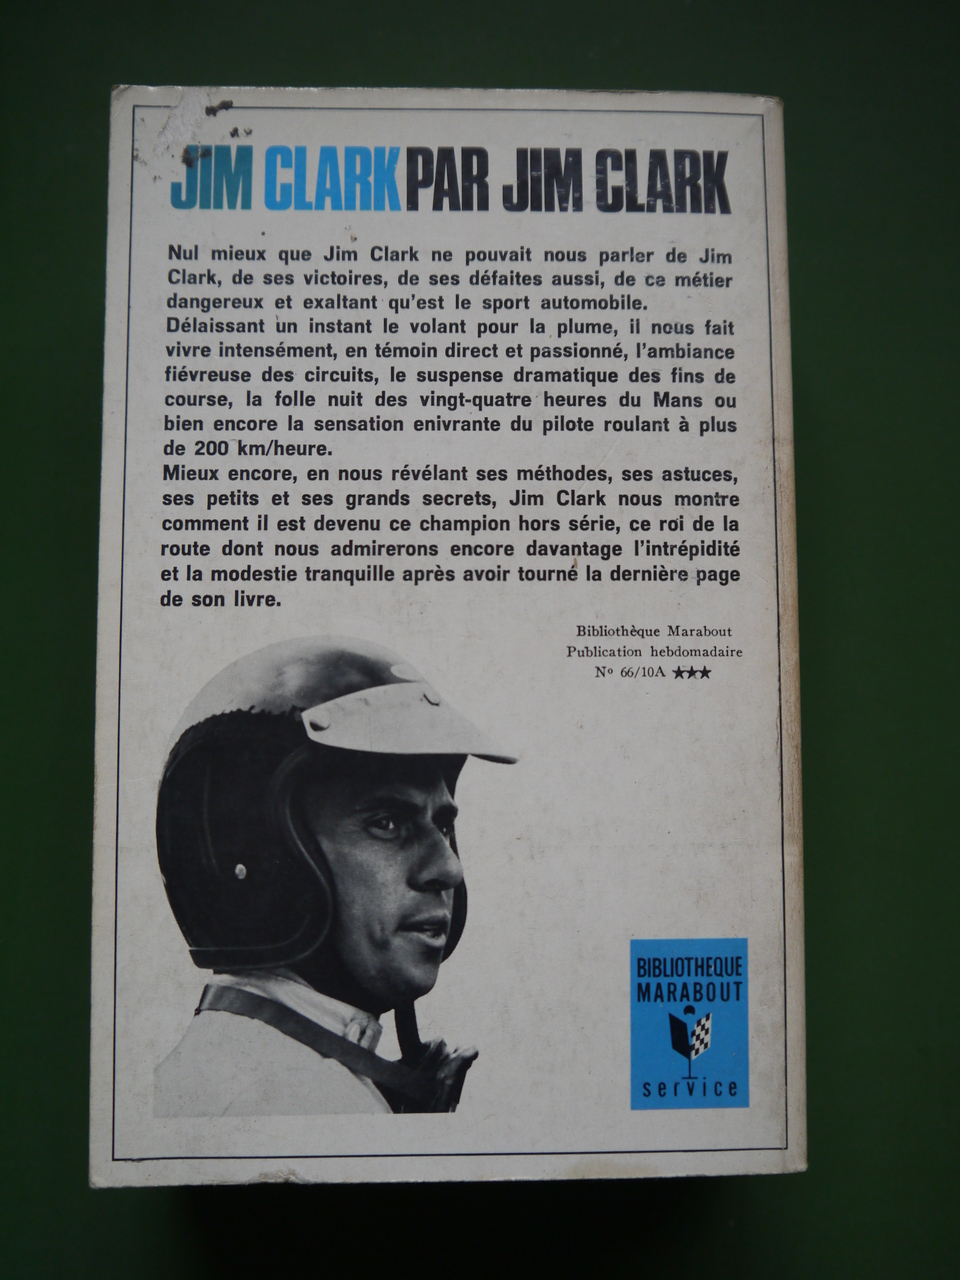 JIM CLARK PAR JIM CLARK
Nul mieux que Jim Clark ne pouvait nous parler de Jim
Clark, de ses victoires, de ses défaites aussi, de ce métier
dangereux et exaltant qu'est le sport automobile.
Délaissant un instant le volant pour la plume, il nous fait
vivre intensément, en témoin direct et passionné, l'ambiance
fiévreuse des circuits, le suspense dramatique des fins de
course, la folle nuit des vingt-quatre heures du Mans ou
bien encore la sensation enivrante du pilote roulant à plus
de 200 km/heure.
Mieux encore, en nous révélant ses méthodes, ses astuces,
ses petits et ses grands secrets, Jim Clark nous montre
comment il est devenu ce champion hors série, ce roi de la
route dont nous admirerons encore davantage l'intrépidité
et la modestie tranquille après avoir tourné la dernière page
de son livre.
Bibliothèque Marabout
Publication hebdomadaire
Nº 66/10A ★★★
BIBLIOTHEQUE
MARABOUT
service